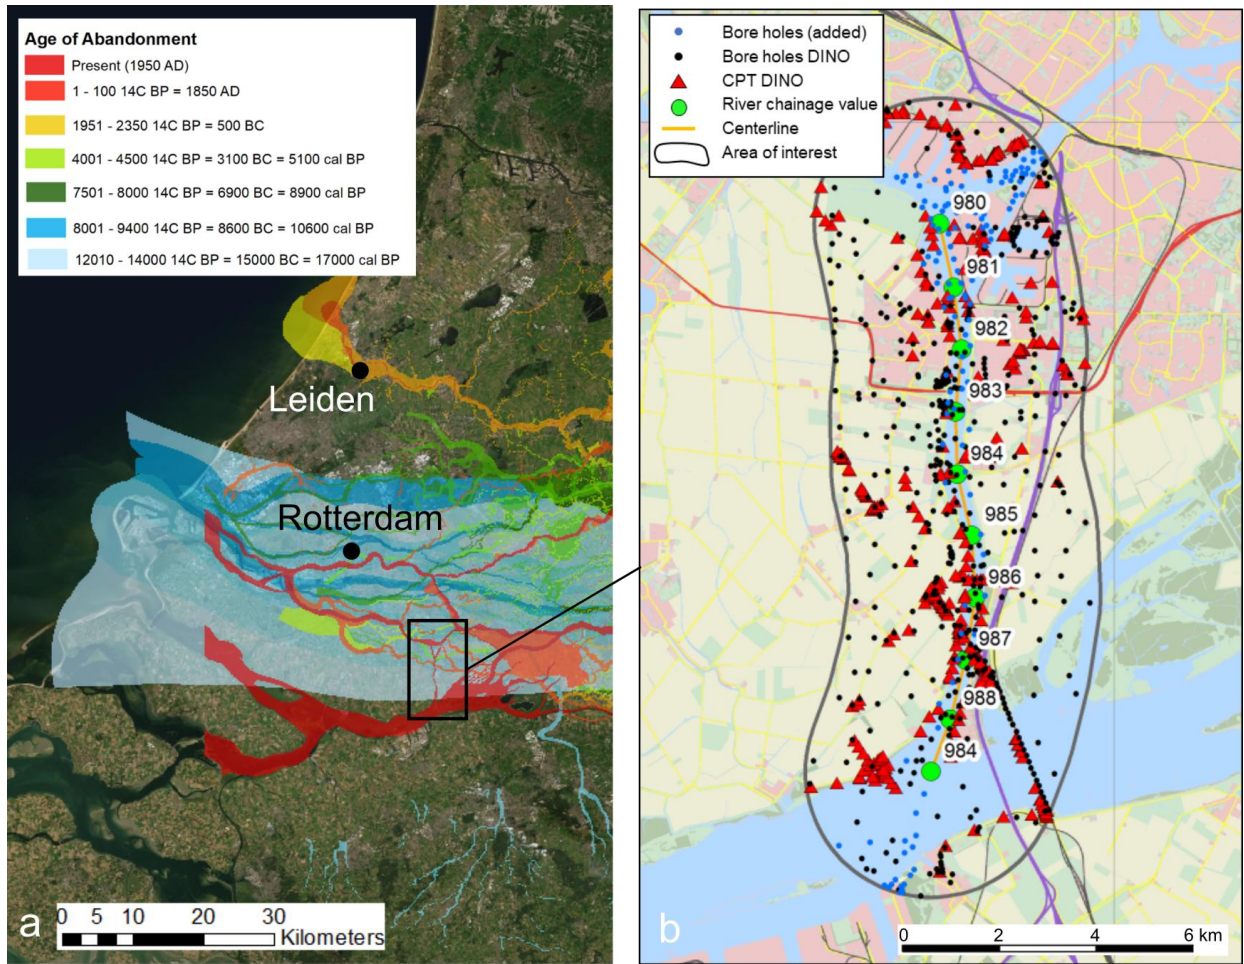 Age of Abandonment
Present (1950 AD)
1 - 100 14C BP = 1850 AD
1951 - 2350 14C BP = 500 BC
4001 - 4500 14C BP = 3100 BC = 5100 cal BP
7501 - 8000 14C BP = 6900 BC = 8900 cal BP
8001 - 9400 14C BP = 8600 BC = 10600 cal BP
12010 - 14000 14C BP = 15000 BC = 17000 cal BP
Leiden
Rotterdam
0 5 10 20 30
Kilometers
a
Bore holes (added)
Bore holes DINO
CPT DINO
River chainage value
Centerline
Area of interest
980
981
982
983
984
985
986
987
988
984
b
0 2 4 6 km